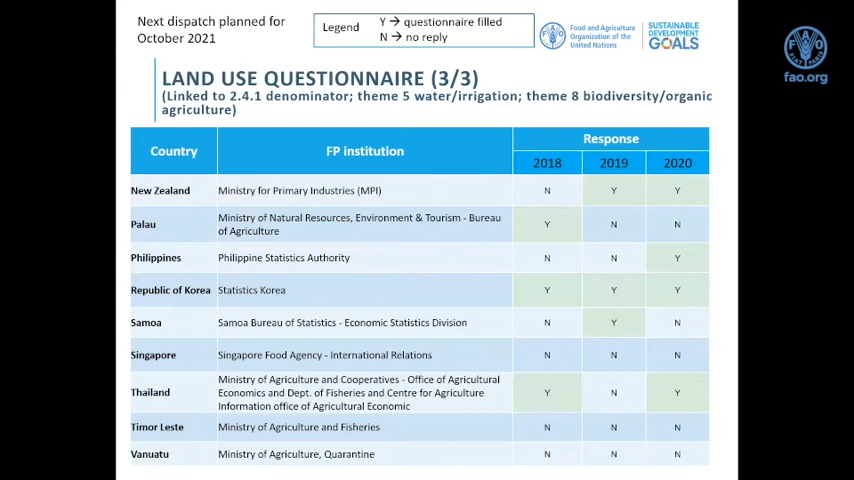 Next dispatch planned for
October 2021
Legend
Y → questionnaire filled
N → no reply
Food and Agriculture
Organization of the
United Nations
SUSTAINABLE
DEVELOPMENT
GOALS
FAO
FIAT PANIS
fao.org
LAND USE QUESTIONNAIRE (3/3)
(Linked to 2.4.1 denominator; theme 5 water/irrigation; theme 8 biodiversity/organic
agriculture)
Country FP institution Response
2018 2019 2020
New Zealand Ministry for Primary Industries (MPI) N Y Y
Palau Ministry of Natural Resources, Environment & Tourism - Bureau
of Agriculture Y N N
Philippines Philippine Statistics Authority N N Y
Republic of Korea Statistics Korea Y Y Y
Samoa Samoa Bureau of Statistics - Economic Statistics Division N Y N
Singapore Singapore Food Agency - International Relations N N N
Thailand Ministry of Agriculture and Cooperatives - Office of Agricultural
Economics and Dept. of Fisheries and Centre for Agriculture
Information office of Agricultural Economic Y N Y
Timor Leste Ministry of Agriculture and Fisheries N N N
Vanuatu Ministry of Agriculture, Quarantine N N N